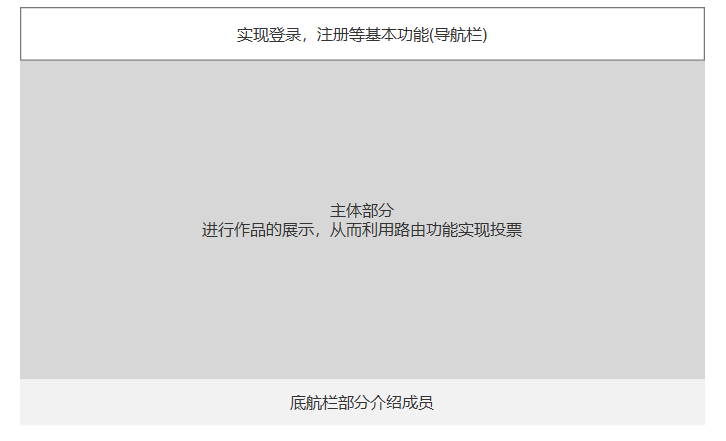 实现登录，注册等基本功能(导航栏)
主体部分
进行作品的展示，从而利用路由功能实现投票
底航栏部分介绍成员